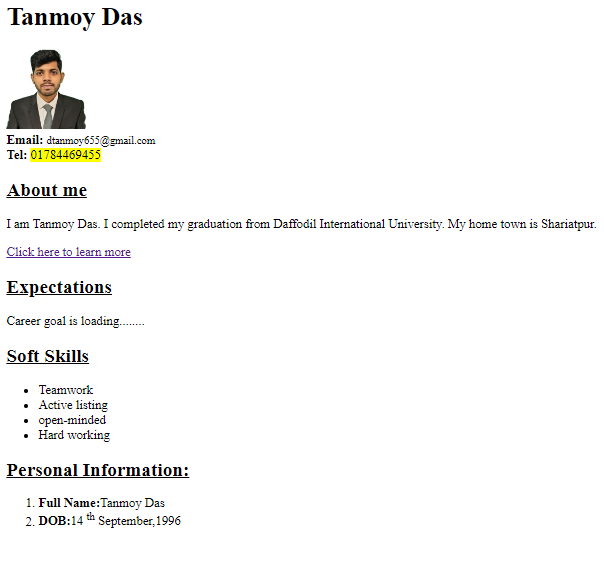 Tanmoy Das
Email: dtanmoy655@gmail.com
Tel: 01784469455
About me
I am Tanmoy Das. I completed my graduation from Daffodil International University. My home town is Shariatpur.
Click here to learn more
Expectations
Career goal is loading........
Soft Skills
• Teamwork
• Active listing
• open-minded
• Hard working
Personal Information:
1. Full Name:Tanmoy Das
2. DOB:14 th September,1996